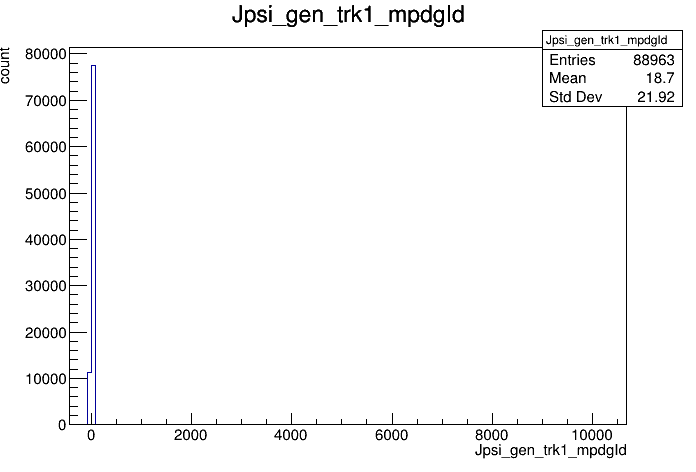 Jpsi_gen_trk1_mpdgId
Jpsi_gen_trk1_mpdgId
Entries 88963
Mean 18.7
Std Dev 21.92
count
80000
70000
60000
50000
40000
30000
20000
10000
0
0 2000 4000 6000 8000 10000
Jpsi_gen_trk1_mpdgId